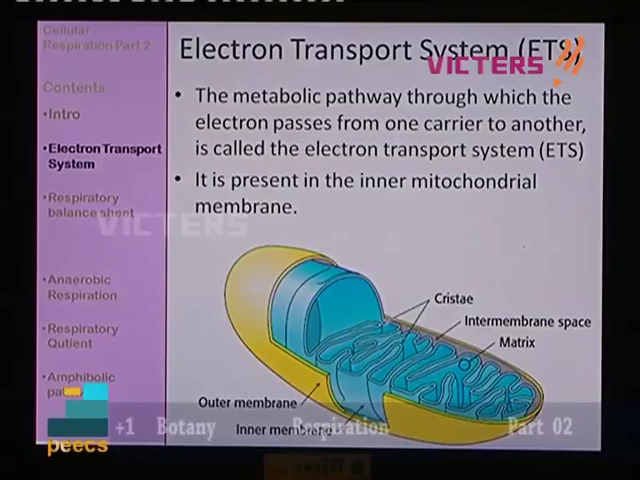 Cellular
Respiration Part 2
Contents
•Intro
•Electron Transport
System
•Respiratory
balance sheet
•Anaerobic
Respiration
•Respiratory
Qutient
•Amphibolic
Electron Transport System (ETS)
VICTERS
• The metabolic pathway through which the
electron passes from one carrier to another,
is called the electron transport system (ETS)
• It is present in the inner mitochondrial
membrane.
VICTERS
Cristae
Intermembrane space
Matrix
Outer membrane
Inner membrane
+1 Botany Respiration Part 02
peecs